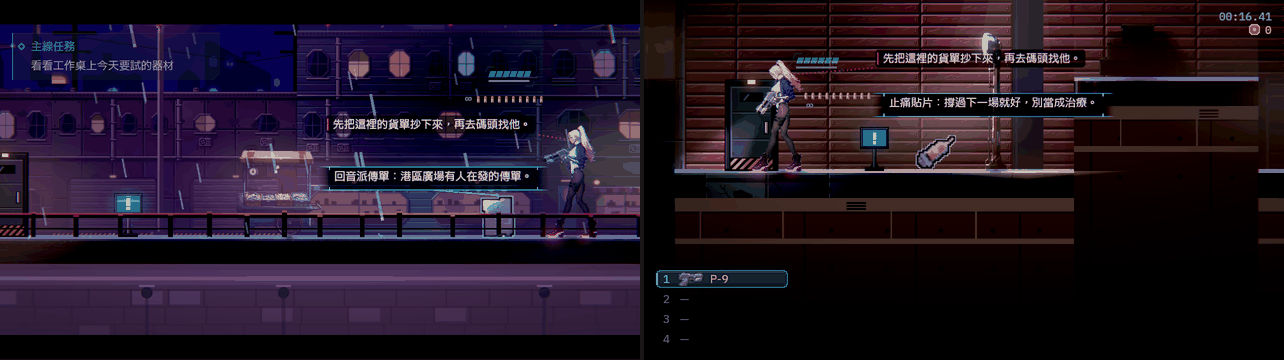 主線任務
看看工作桌上今天要試的器材
∞
先把這裡的貨單抄下來，再去碼頭找他。
回音派傳單：港區廣場有人在發的傳單。
!
00:16.41
0
先把這裡的貨單抄下來，再去碼頭找他。
∞
止痛貼片：撐過下一場就好，別當成治療。
!
1 P-9
2 —
3 —
4 —